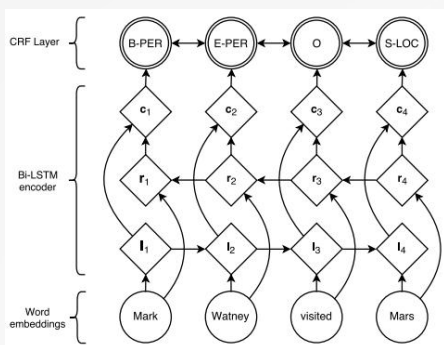 CRF Layer
B-PER E-PER O S-LOC
c1 c2 c3 c4
Bi-LSTM
encoder
r1 r2 r3 r4
l1 l2 l3 l4
Word
embeddings
Mark Watney visited Mars